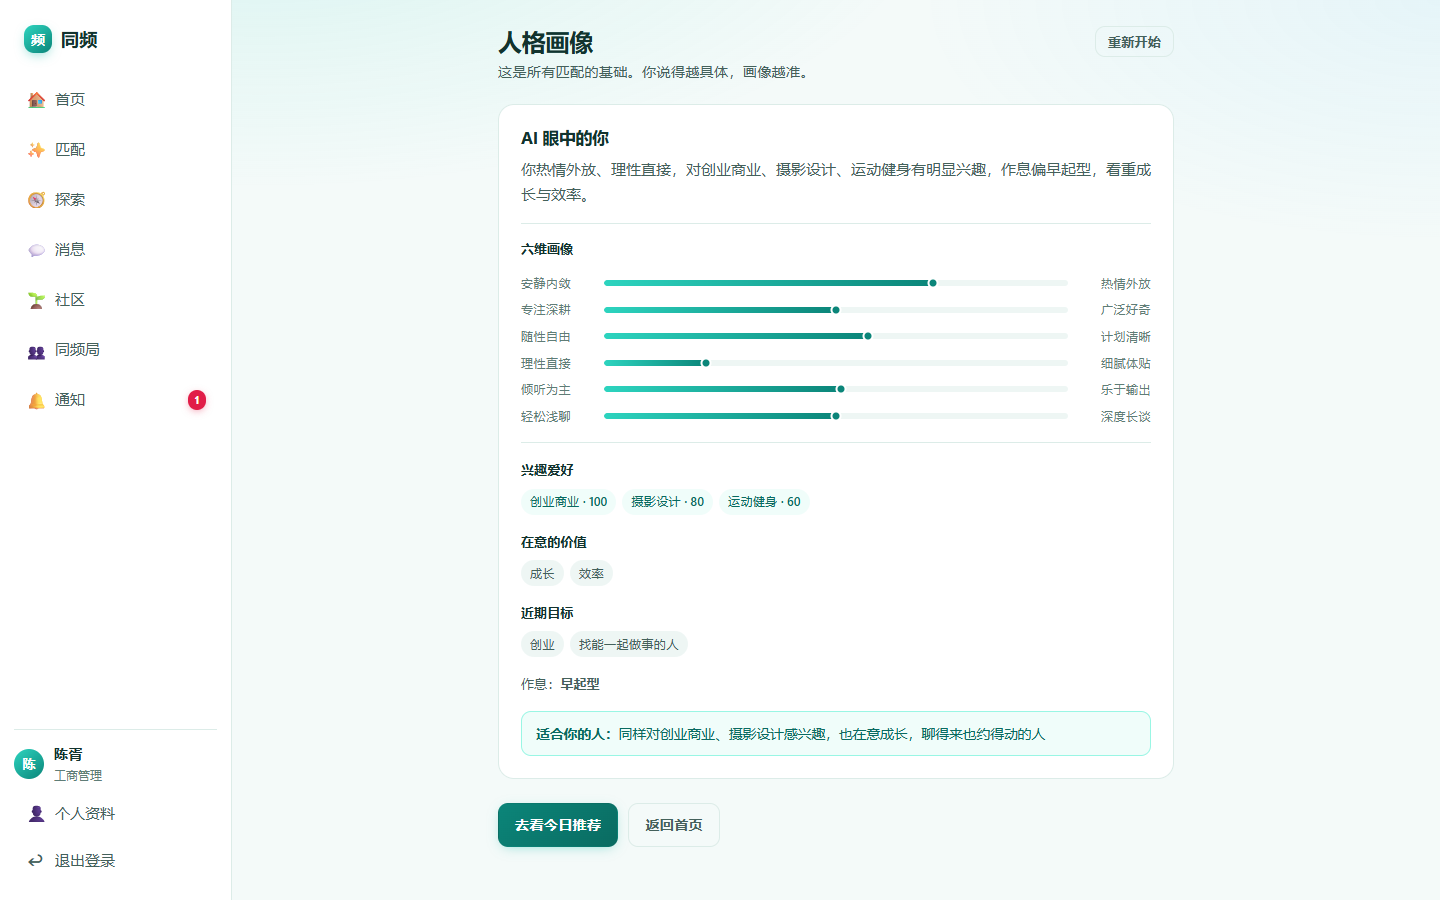 频 同频
首页
匹配
探索
消息
社区
同频局
通知 1
陈
陈胥
工商管理
个人资料
退出登录
人格画像
重新开始
这是所有匹配的基础。你说得越具体，画像越准。
AI 眼中的你
你热情外放、理性直接，对创业商业、摄影设计、运动健身有明显兴趣，作息偏早起型，看重成
长与效率。
六维画像
安静内敛 热情外放
专注深耕 广泛好奇
随性自由 计划清晰
理性直接 细腻体贴
倾听为主 乐于输出
轻松浅聊 深度长谈
兴趣爱好
创业商业 · 100 摄影设计 · 80 运动健身 · 60
在意的价值
成长 效率
近期目标
创业 找能一起做事的人
作息：早起型
适合你的人：同样对创业商业、摄影设计感兴趣，也在意成长，聊得来也约得动的人
去看今日推荐 返回首页